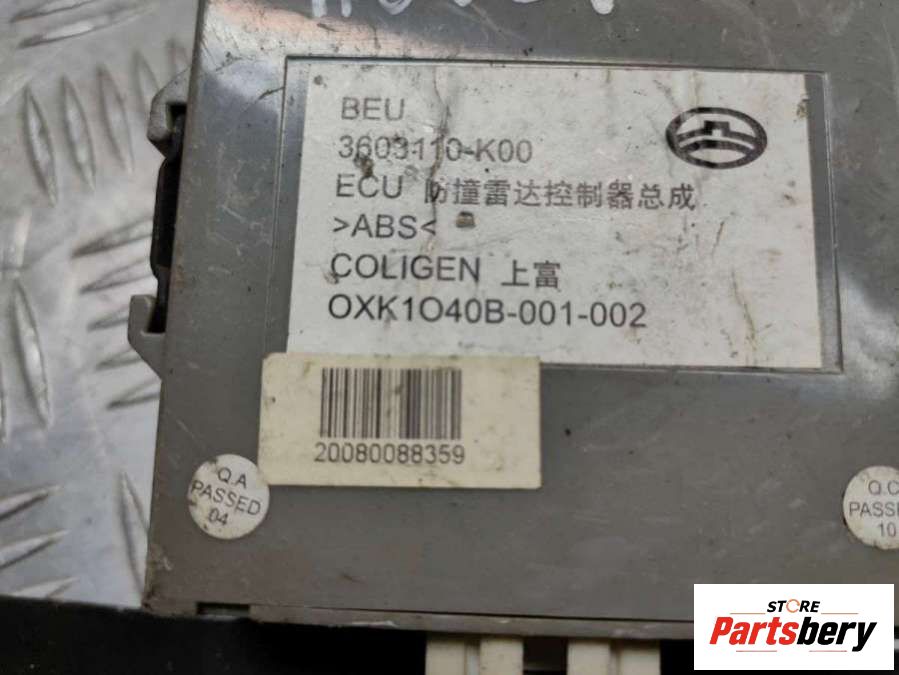 BEU
3603110-K00
ECU 防撞雷达控制器总成
>ABS<
COLIGEN 上富
OXK1O40B-001-002
20080088359
Q.A
PASSED
04
Q.C
PASSE
10
STORE
Partsbery